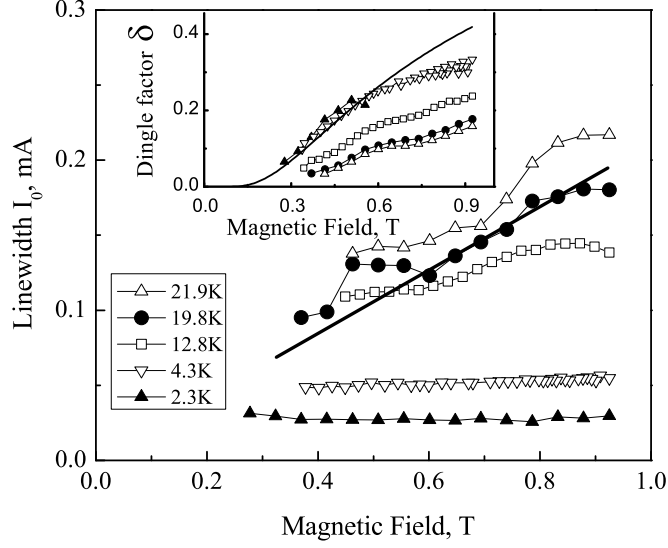 0.3
0.2
0.1
0.0
Linewidth I0, mA
0.0 0.2 0.4 0.6 0.8 1.0
Magnetic Field, T
21.9K
19.8K
12.8K
4.3K
2.3K
0.4
0.2
0.0
Dingle factor δ
0.0 0.3 0.6 0.9
Magnetic Field, T